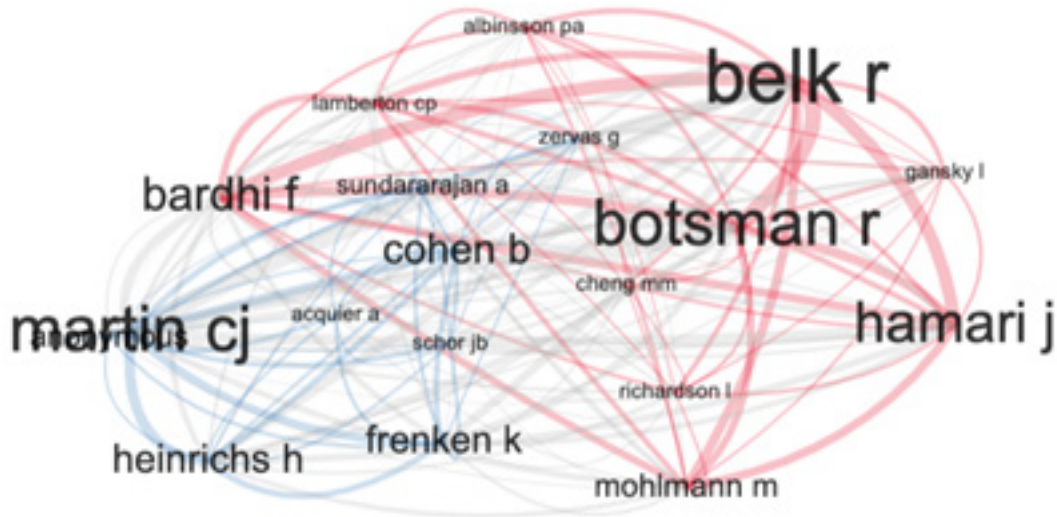 albinsson pa
belk r
lamberton cp
zervas g
gansky l
bardhi f
sundararajan a
botsman r
cohen b
cheng mm
acquier a
hamari j
martin cj
anonymous
schor jb
richardson l
frenken k
heinrichs h
mohlmann m